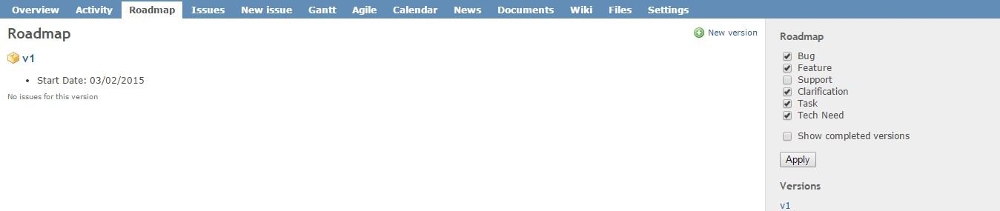 Overview Activity Roadmap Issues New issue Gantt Agile Calendar News Documents Wiki Files Settings
Roadmap
New version
v1
Start Date: 03/02/2015
No issues for this version
Roadmap
Bug
Feature
Support
Clarification
Task
Tech Need
Show completed versions
Apply
Versions
v1